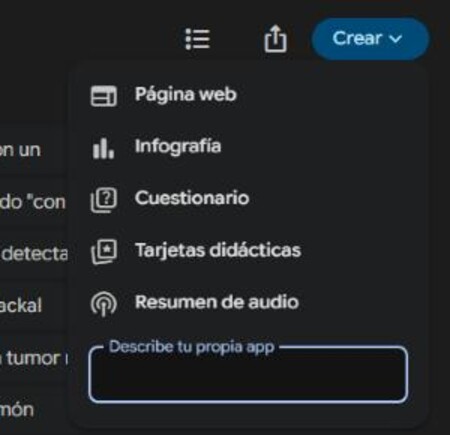 Crear
Página web
on un
Infografía
do "con
Cuestionario
detecta
Tarjetas didácticas
ackal
Resumen de audio
Describe tu propia app
tumor
món